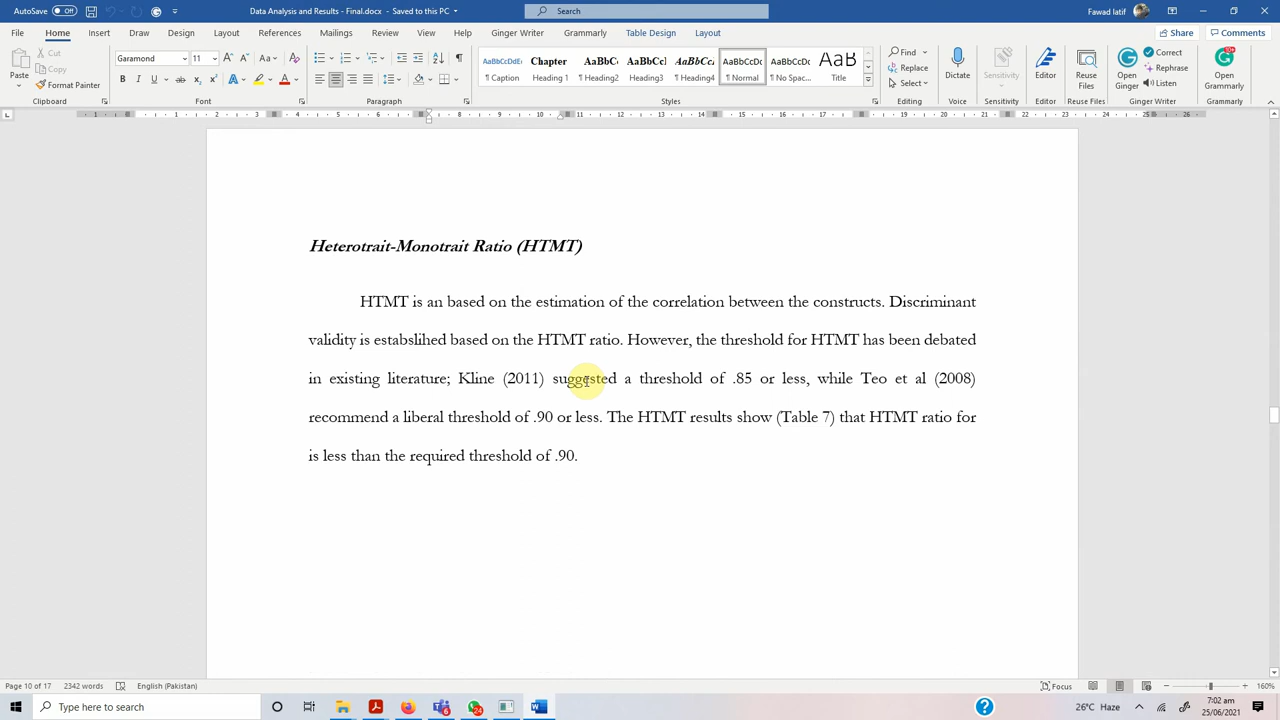 AutoSave Off Data Analysis and Results - Final.docx - Saved to this PC Search Fawad latif
File Home Insert Draw Design Layout References Mailings Review View Help Ginger Writer Grammarly Table Design Layout Share Comments
Paste Cut Copy Format Painter
Clipboard
Garamond 11
Font
Paragraph
AaBbCcDdE AaBbC AaBbCcI AaBbCcI AaBbCcDc AaBbCcDc AaB
Caption Heading 1 Heading2 Heading3 Heading4 Normal No Spac... Title
Styles
Find Replace Select
Editing
Dictate
Voice
Sensitivity
Sensitivity
Editor
Editor
Reuse Files
Reuse Files
Open Ginger Correct Rephrase Listen
Ginger Writer
Open Grammarly
Grammarly
Heterotrait-Monotrait Ratio (HTMT)
HTMT is an based on the estimation of the correlation between the constructs. Discriminant
validity is estabslihed based on the HTMT ratio. However, the threshold for HTMT has been debated
in existing literature; Kline (2011) suggested a threshold of .85 or less, while Teo et al (2008)
recommend a liberal threshold of .90 or less. The HTMT results show (Table 7) that HTMT ratio for
is less than the required threshold of .90.
Page 10 of 17 2342 words English (Pakistan) Focus 160%
Type here to search 26°C Haze 7:02 am
25/06/2021